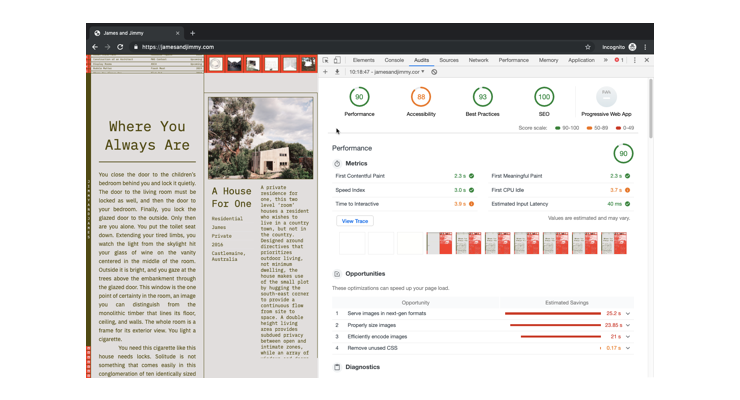 James and Jimmy
https://jamesandjimmy.com
Incognito
Elements Console Audits Sources Network Performance Memory Application
1
10:18:47 - jamesandjimmy.com
90
88
93
100
Performance
Accessibility
Best Practices
SEO
Progressive Web App
Score scale: 90-100 50-89 0-49
Performance
90
Metrics
First Contentful Paint 2.3 s
First Meaningful Paint 2.3 s
Speed Index 3.0 s
First CPU Idle 3.7 s
Time to Interactive 3.9 s
Estimated Input Latency 40 ms
View Trace
Values are estimated and may vary.
Opportunities
These optimizations can speed up your page load.
Opportunity Estimated Savings
1 Serve images in next-gen formats 25.2 s
2 Properly size images 23.85 s
3 Efficiently encode images 21 s
4 Remove unused CSS 0.17 s
Diagnostics
Where You
Always Are
You close the door to the children's
bedroom behind you and lock it quietly.
The door to the living room must be
locked as well, and then the door to
your bedroom. Finally, you lock the
glazed door to the outside. Only then
are you alone. You put the toilet seat
down. Extending your tired limbs, you
watch the light from the skylight hit
your glass of wine on the vanity
centered in the middle of the room.
Outside it is bright, and you gaze at the
trees above the embankment through
the glazed door. This window is the one
point of certainty in the room, an image
you can distinguish from the
monolithic timber that lines its floor,
ceiling, and walls. The whole room is a
frame for its exterior view. You light a
cigarette.
You need this cigarette like this
house needs locks. Solitude is not
something that comes easily in this
conglomeration of ten identically sized
A House
For One
Residential
James
Private
2016
Castlemaine,
Australia
A private
residence for
one, this two
level 'room'
houses a resident
who wishes to
live in a country
town, but not in
the country.
Designed around
directives that
prioritizes
outdoor living,
not minimum
dwelling, the
house makes use
of the small plot
by hugging the
south-east corner
to provide a
continuous flow
from site to
space. A double
height living
area provides
subdued privacy
between open and
intimate zones,
while an array of